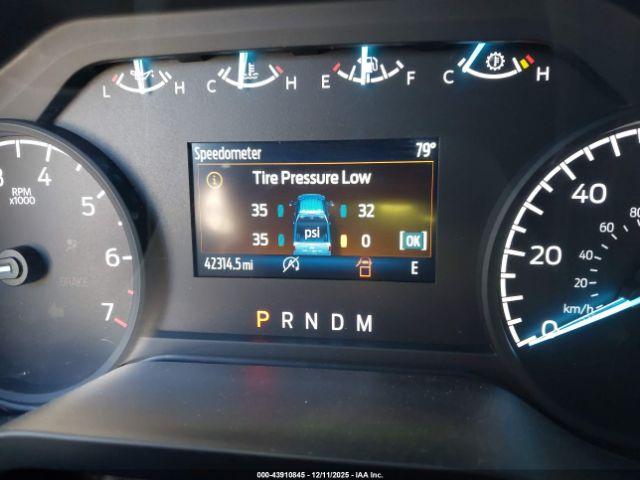 L H C H E F C H
Speedometer 79°
Tire Pressure Low
35 32
psi
35 0 [OK]
42314.5 mi E
P R N D M
3 4 5 6 7
RPM
x1000
BRAKE
40
20
0
80
60
40
20
km/h
000-43910845 - 12/11/2025 - IAA Inc.